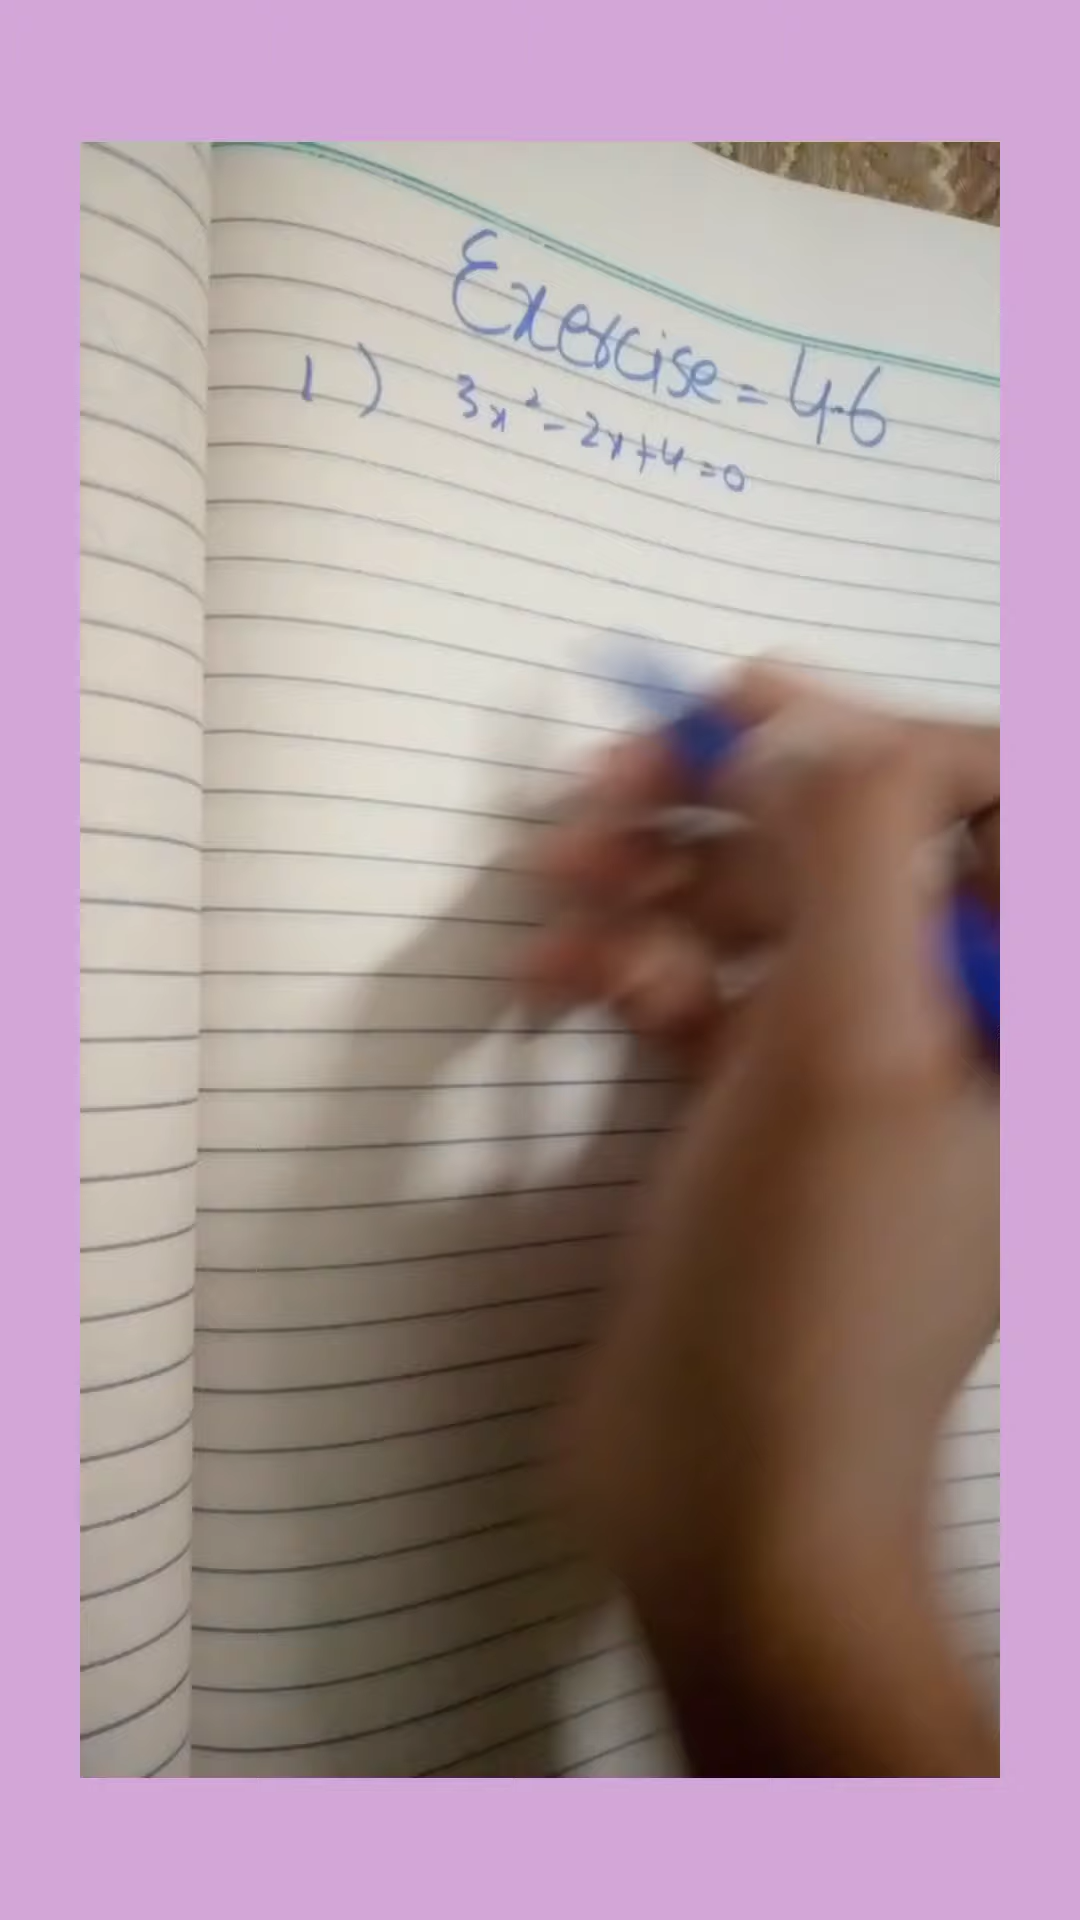 Exercise = 4.6
1) 3x² - 2x + 4 = 0